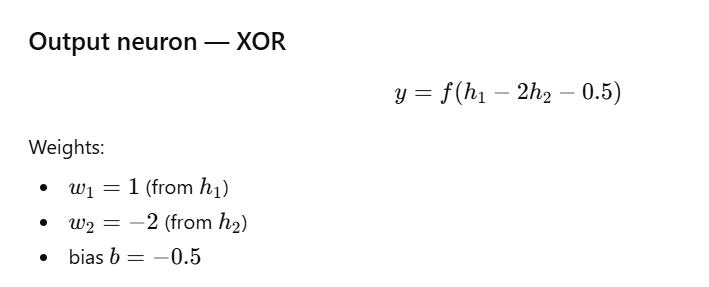 Output neuron — XOR
y = f(h₁ − 2h₂ − 0.5)
Weights:
• w₁ = 1 (from h₁)
• w₂ = −2 (from h₂)
• bias b = −0.5